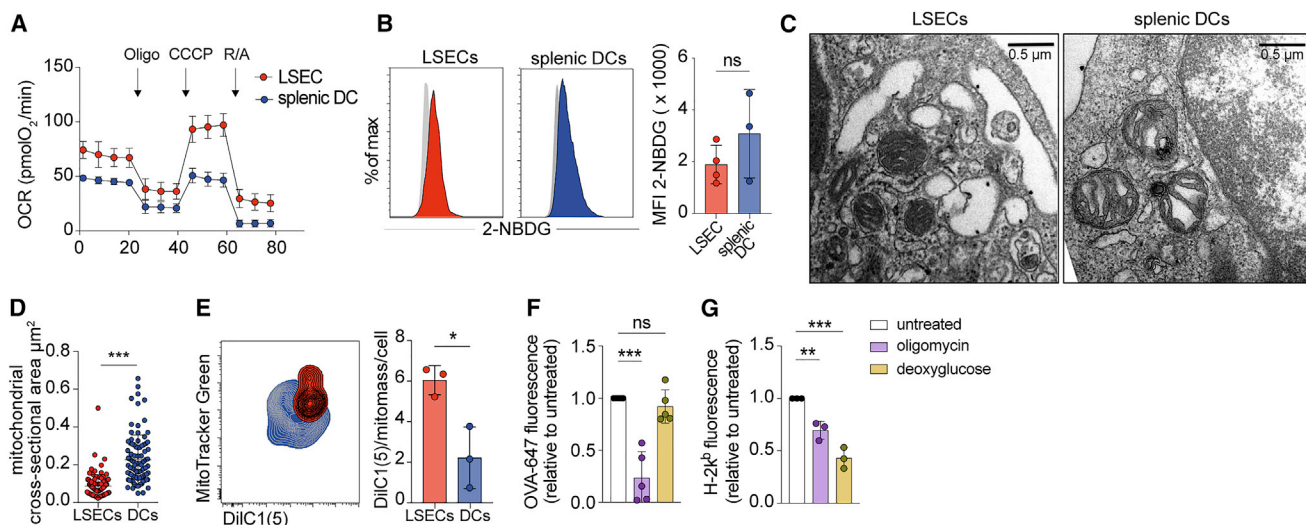 A
Oligo CCCP R/A
OCR (pmolO2/min)
150
100
50
0
0 20 40 60 80
LSEC
splenic DC
B
LSECs
splenic DCs
% of max
2-NBDG
MFI 2-NBDG ( x 1000)
6
4
2
0
ns
LSEC
splenic
DC
C
LSECs
splenic DCs
0.5 µm
0.5 µm
D
mitochondrial
cross-sectional area µm²
0.8
0.6
0.4
0.2
0.0
***
LSECs DCs
E
MitoTracker Green
DilC1(5)
DilC1(5)/mitomass/cell
8
6
4
2
0
*
LSECs DCs
F
OVA-647 fluorescence
(relative to untreated)
1.5
1.0
0.5
0.0
ns
***
G
H-2Kᵇ fluorescence
(relative to untreated)
1.5
1.0
0.5
0.0
***
**
untreated
oligomycin
deoxyglucose